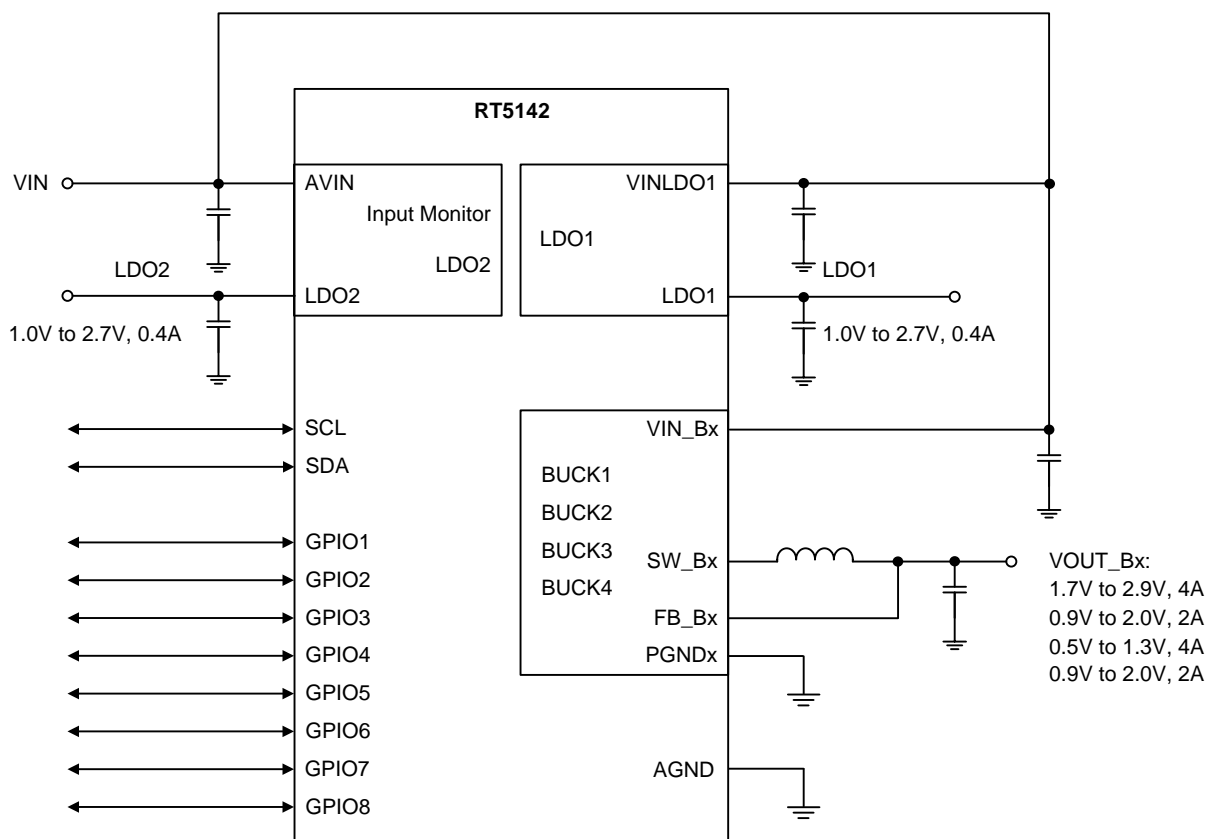 RT5142
VIN
AVIN
VINLDO1
Input Monitor
LDO1
LDO2
LDO2
LDO1
LDO2
LDO1
1.0V to 2.7V, 0.4A
1.0V to 2.7V, 0.4A
SCL
VIN_Bx
SDA
BUCK1
BUCK2
GPIO1
BUCK3
SW_Bx
VOUT_Bx:
GPIO2
BUCK4
1.7V to 2.9V, 4A
GPIO3
FB_Bx
0.9V to 2.0V, 2A
GPIO4
PGNDx
0.5V to 1.3V, 4A
0.9V to 2.0V, 2A
GPIO5
GPIO6
GPIO7
AGND
GPIO8